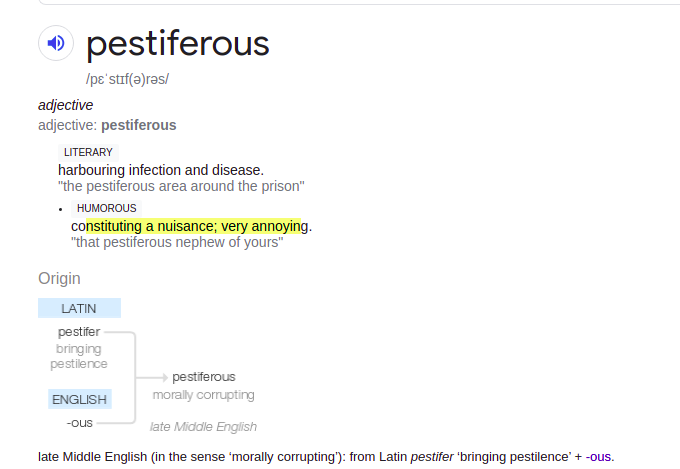 pestiferous
/pɛˈstɪf(ə)rəs/
adjective
adjective: pestiferous
LITERARY
harbouring infection and disease.
"the pestiferous area around the prison"
• HUMOROUS
constituting a nuisance; very annoying.
"that pestiferous nephew of yours"
Origin
LATIN
pestifer
bringing
pestilence
ENGLISH
-ous
pestiferous
morally corrupting
late Middle English
late Middle English (in the sense ‘morally corrupting’): from Latin pestifer ‘bringing pestilence’ + -ous.